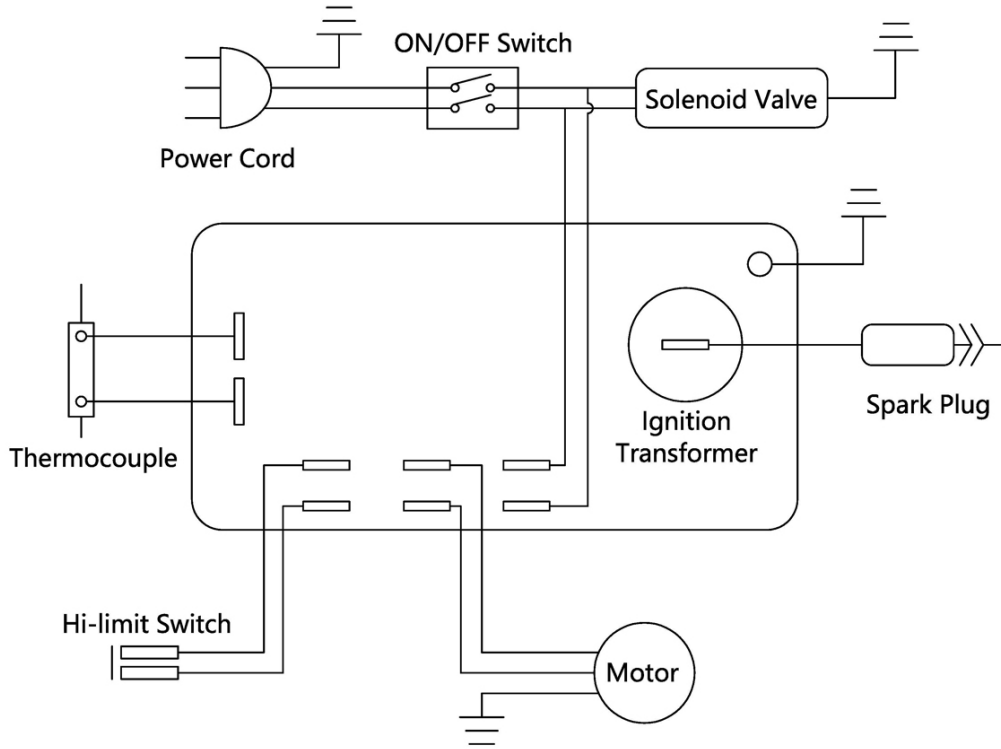 ON/OFF Switch
Solenoid Valve
Power Cord
Ignition
Transformer
Spark Plug
Thermocouple
Hi-limit Switch
Motor